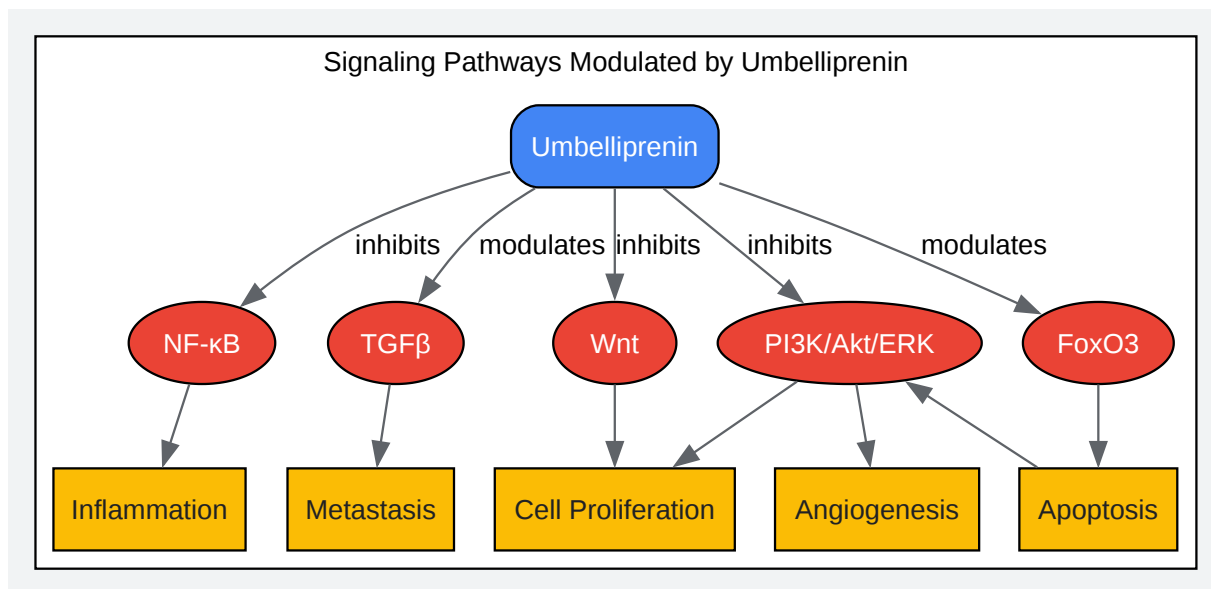 Signaling Pathways Modulated by Umbelliprenin
Umbelliprenin
inhibits
modulates
inhibits
inhibits
modulates
NF-κB
TGFβ
Wnt
PI3K/Akt/ERK
FoxO3
Inflammation
Metastasis
Cell Proliferation
Angiogenesis
Apoptosis